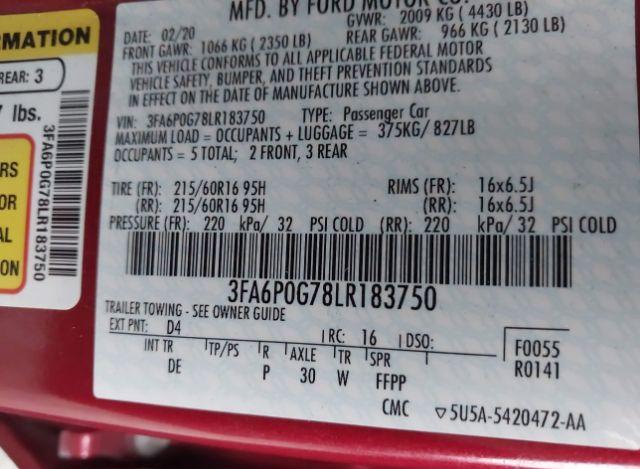 MFD. BY FORD MOTOR CO.
DATE: 02/20 GVWR: 2009 KG ( 4430 LB)
FRONT GAWR: 1066 KG ( 2350 LB) REAR GAWR: 966 KG ( 2130 LB)
THIS VEHICLE CONFORMS TO ALL APPLICABLE FEDERAL MOTOR
VEHICLE SAFETY, BUMPER, AND THEFT PREVENTION STANDARDS
IN EFFECT ON THE DATE OF MANUFACTURE SHOWN ABOVE.
VIN: 3FA6P0G78LR183750 TYPE: Passenger Car
MAXIMUM LOAD = OCCUPANTS + LUGGAGE = 375KG/ 827LB
OCCUPANTS = 5 TOTAL; 2 FRONT, 3 REAR
TIRE (FR): 215/60R16 95H RIMS (FR): 16x6.5J
(RR): 215/60R16 95H (RR): 16x6.5J
PRESSURE (FR): 220 kPa/ 32 PSI COLD (RR): 220 kPa/ 32 PSI COLD
3FA6P0G78LR183750
TRAILER TOWING - SEE OWNER GUIDE
EXT PNT: D4 RC: 16 DSO:
INT TR TP/PS R AXLE TR SPR
DE P 30 W FFPP
F0055
R0141
CMC ▽5U5A-5420472-AA
RMATION
REAR: 3
lbs.
3FA6P0G78LR183750
RS
OR
AL
ON